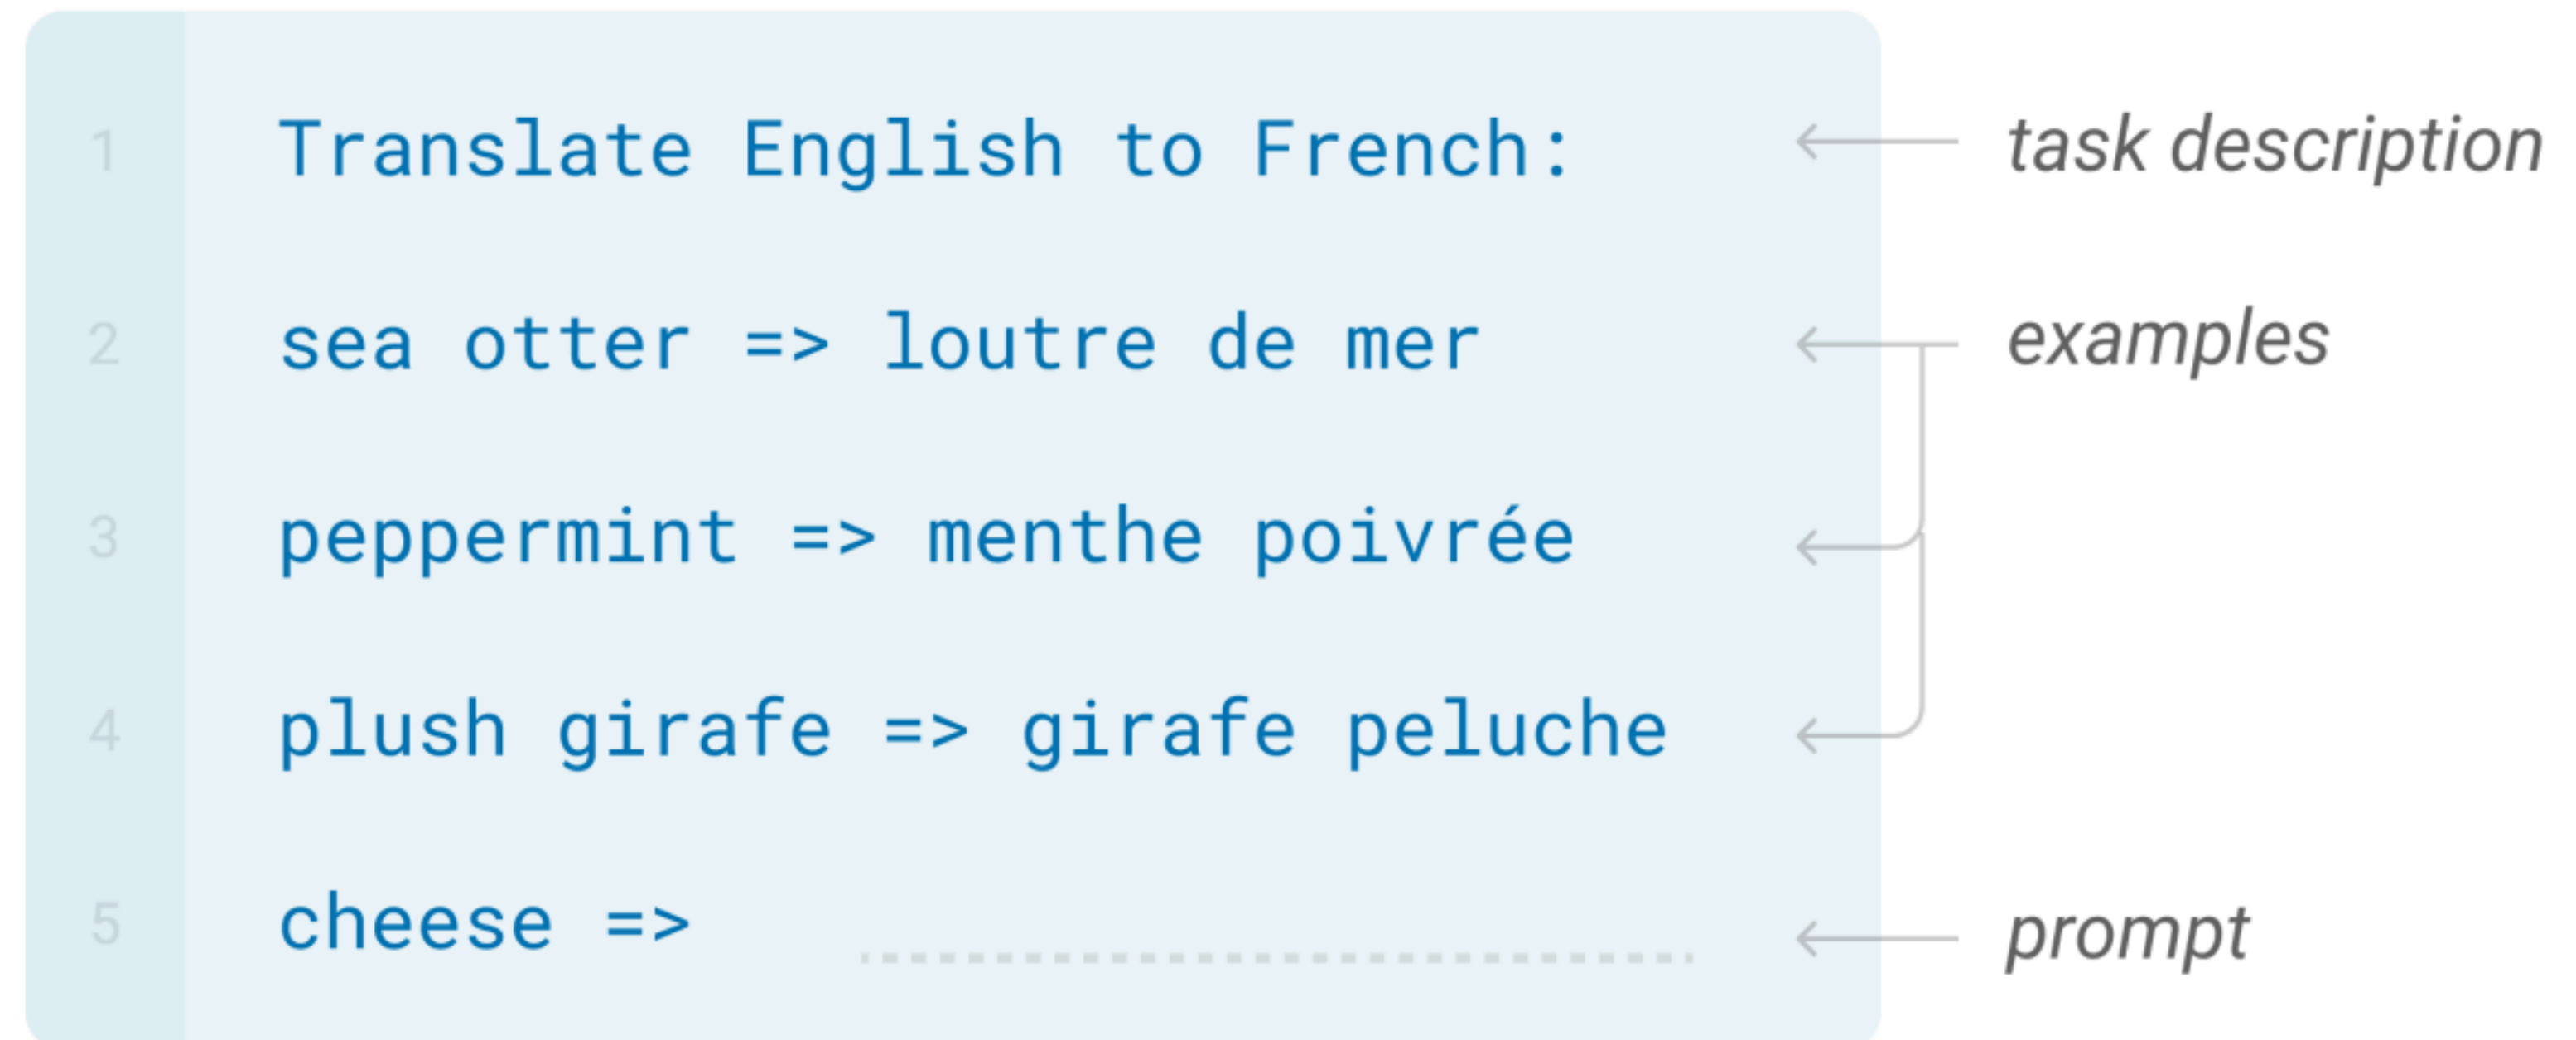 1 Translate English to French: task description
2 sea otter => loutre de mer examples
3 peppermint => menthe poivrée
4 plush girafe => girafe peluche
5 cheese => prompt